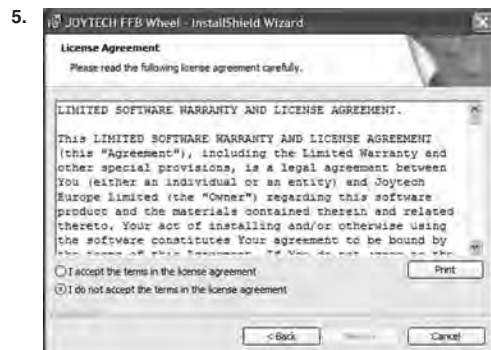 5.
JOYTECH FFB Wheel - InstallShield Wizard
License Agreement
Please read the following license agreement carefully.
LIMITED SOFTWARE WARRANTY AND LICENSE AGREEMENT.
This LIMITED SOFTWARE WARRANTY AND LICENSE AGREEMENT
(this "Agreement"), including the Limited Warranty and
other special provisions, is a legal agreement between
You (either an individual or an entity) and Joytech
Europe Limited (the "Owner") regarding this software
product and the materials contained therein and related
thereto. Your act of installing and/or otherwise using
the software constitutes Your agreement to be bound by
I accept the terms in the license agreement
Print
I do not accept the terms in the license agreement
< Back
Cancel